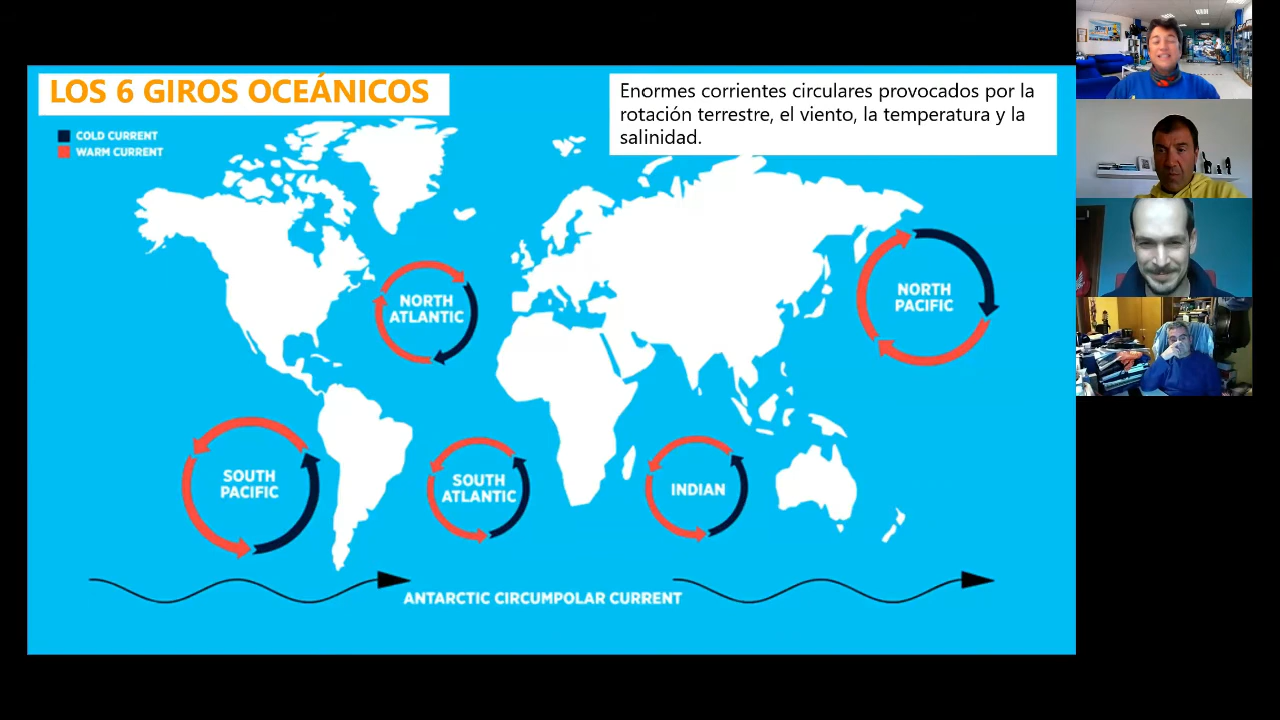 LOS 6 GIROS OCEÁNICOS
Enormes corrientes circulares provocados por la
rotación terrestre, el viento, la temperatura y la
salinidad.
COLD CURRENT
WARM CURRENT
NORTH
ATLANTIC
NORTH
PACIFIC
SOUTH
PACIFIC
SOUTH
ATLANTIC
INDIAN
ANTARCTIC CIRCUMPOLAR CURRENT